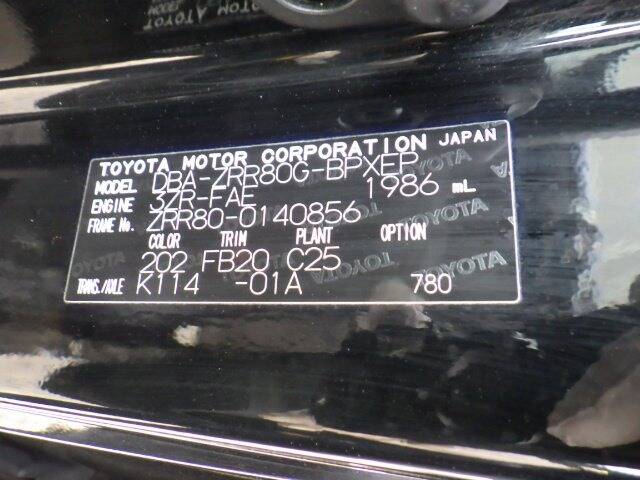 TOYOTA MOTOR CORPORATION JAPAN
MODEL DBA-ZRR80G-BPXEP
ENGINE 3ZR-FAE 1986 mL
FRAME No. ZRR80-0140856
COLOR TRIM PLANT OPTION
202 FB20 C25
TRANS./AXLE K114 -01A 780